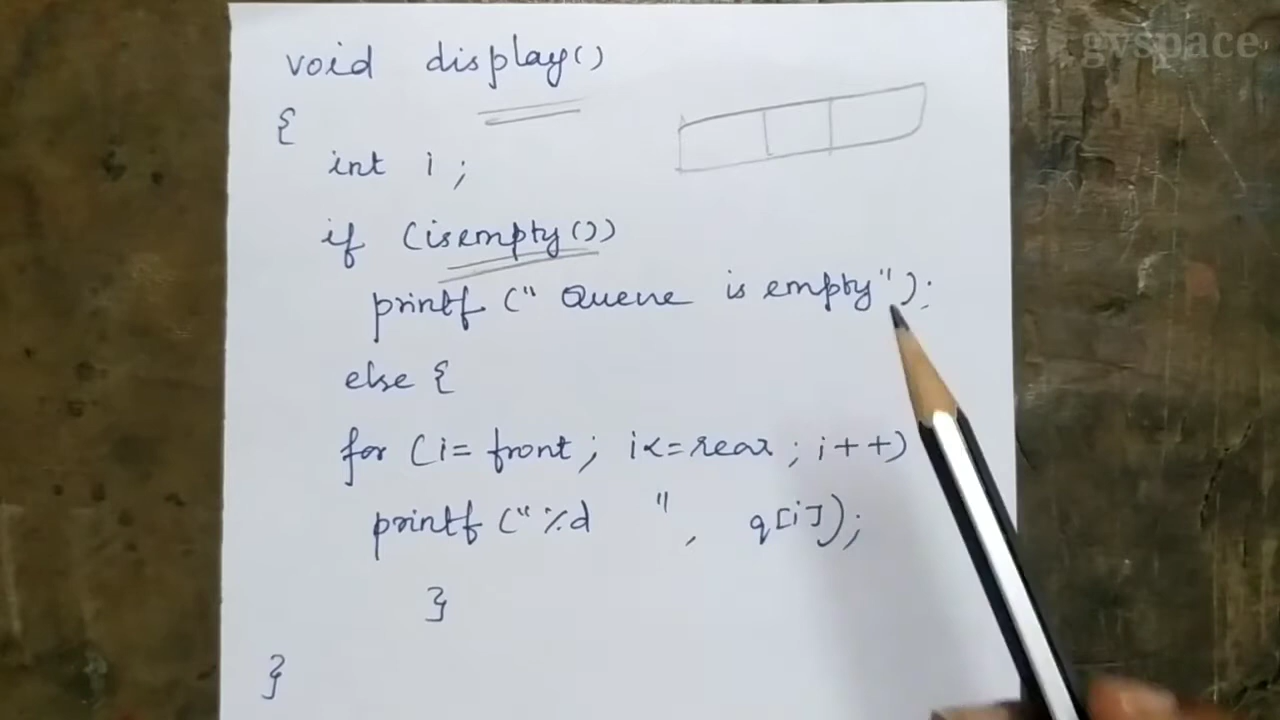 gvspace
void display()
{
int i ;
if (isempty())
printf (" Queue is empty");
else {
for (i= front; i<=rear; i++)
printf ("%d ", q[i]);
}
}